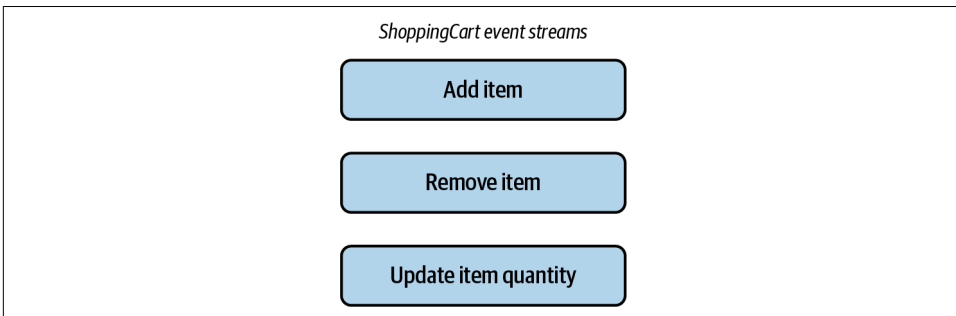 ShoppingCart event streams
Add item
Remove item
Update item quantity